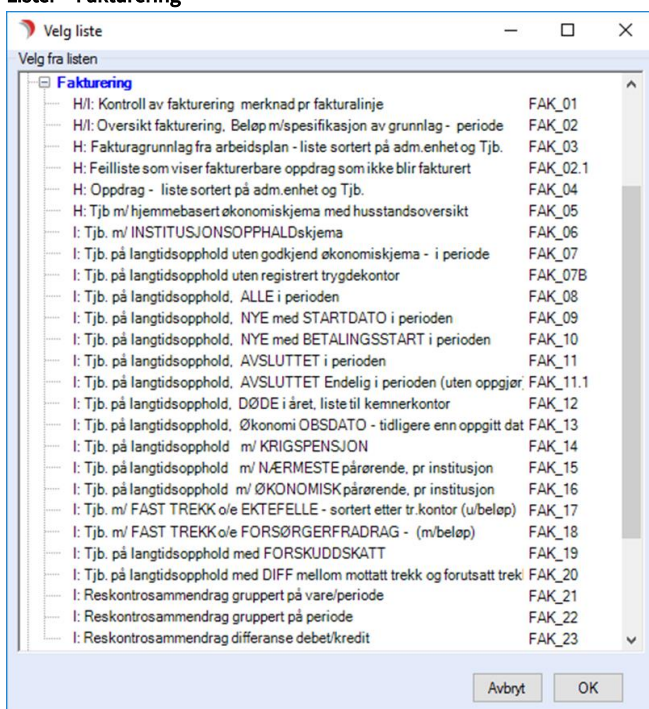 Lister - Fakturering
Velg liste
Velg fra listen
Fakturering
H/I: Kontroll av fakturering merknad pr fakturalinje FAK_01
H/I: Oversikt fakturering, Beløp m/spesifikasjon av grunnlag - periode FAK_02
H: Fakturagrunnlag fra arbeidsplan - liste sortert på adm.enhet og Tjb. FAK_03
H: Feilliste som viser fakturerbare oppdrag som ikke blir fakturert FAK_02.1
H: Oppdrag - liste sortert på adm.enhet og Tjb. FAK_04
H: Tjb m/ hjemmebasert økonomiskjema med husstandsoversikt FAK_05
I: Tjb. m/ INSTITUSJONSOPPHALDskjema FAK_06
I: Tjb. på langtidsopphold uten godkjend økonomiskjema - i periode FAK_07
I: Tjb. på langtidsopphold uten registrert trygdekontor FAK_07B
I: Tjb. på langtidsopphold, ALLE i perioden FAK_08
I: Tjb. på langtidsopphold, NYE med STARTDATO i perioden FAK_09
I: Tjb. på langtidsopphold, NYE med BETALINGSSTART i perioden FAK_10
I: Tjb. på langtidsopphold, AVSLUTTET i perioden FAK_11
I: Tjb. på langtidsopphold, AVSLUTTET Endelig i perioden (uten oppgjør) FAK_11.1
I: Tjb. på langtidsopphold, DØDE i året, liste til kemnerkontor FAK_12
I: Tjb. på langtidsopphold, Økonomi OBSDATO - tidligere enn oppgitt dat FAK_13
I: Tjb. på langtidsopphold m/ KRIGSPENSJON FAK_14
I: Tjb. på langtidsopphold m/ NÆRMESTE pårørende, pr institusjon FAK_15
I: Tjb. på langtidsopphold m/ ØKONOMISK pårørende, pr institusjon FAK_16
I: Tjb. m/ FAST TREKK o/e EKTEFELLE - sortert etter tr.kontor (u/beløp) FAK_17
I: Tjb. m/ FAST TREKK o/e FORSØRGERFRADRAG - (m/beløp) FAK_18
I: Tjb. på langtidsopphold med FORSKUDDSKATT FAK_19
I: Tjb. på langtidsopphold med DIFF mellom mottatt trekk og forutsatt trek FAK_20
I: Reskontrosammendrag gruppert på vare/periode FAK_21
I: Reskontrosammendrag gruppert på periode FAK_22
I: Reskontrosammendrag differanse debet/kredit FAK_23
Avbryt OK